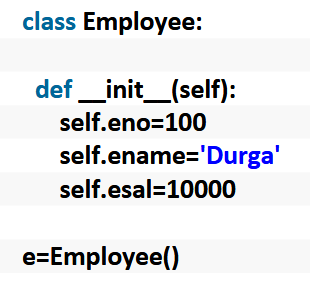 class Employee:
def __init__(self):
self.eno=100
self.ename='Durga'
self.esal=10000
e=Employee()